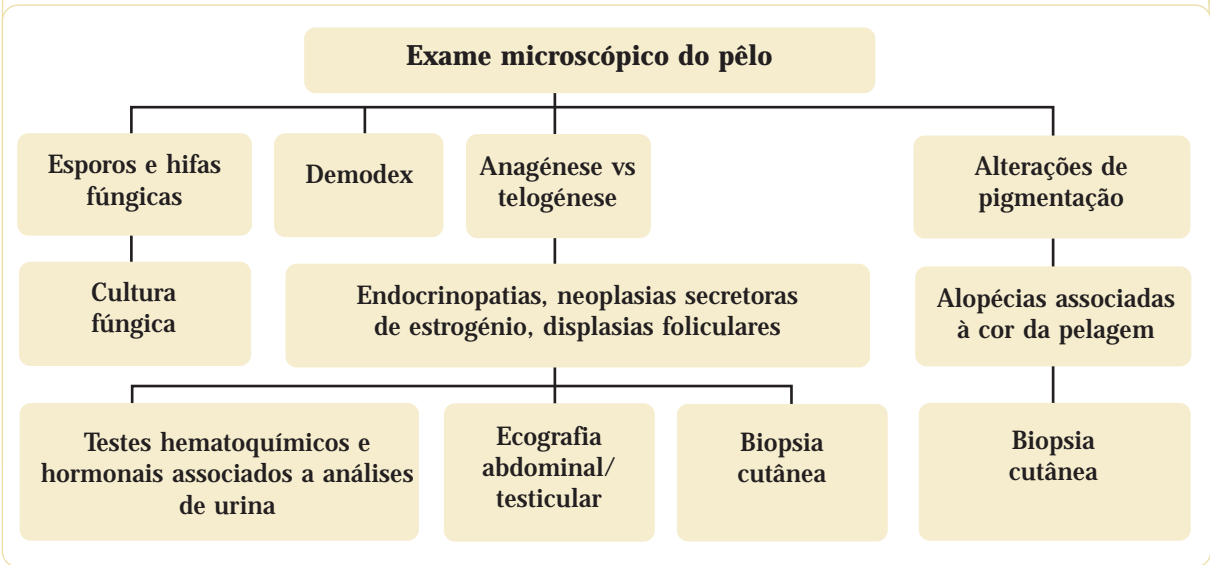 Exame microscópico do pêlo
Esporos e hifas
fúngicas
Demodex
Anagénese vs
telogénese
Alterações de
pigmentação
Cultura
fúngica
Endocrinopatias, neoplasias secretoras
de estrogénio, displasias foliculares
Alopécias associadas
à cor da pelagem
Testes hematoquímicos e
hormonais associados a análises
de urina
Ecografia
abdominal/
testicular
Biopsia
cutânea
Biopsia
cutânea